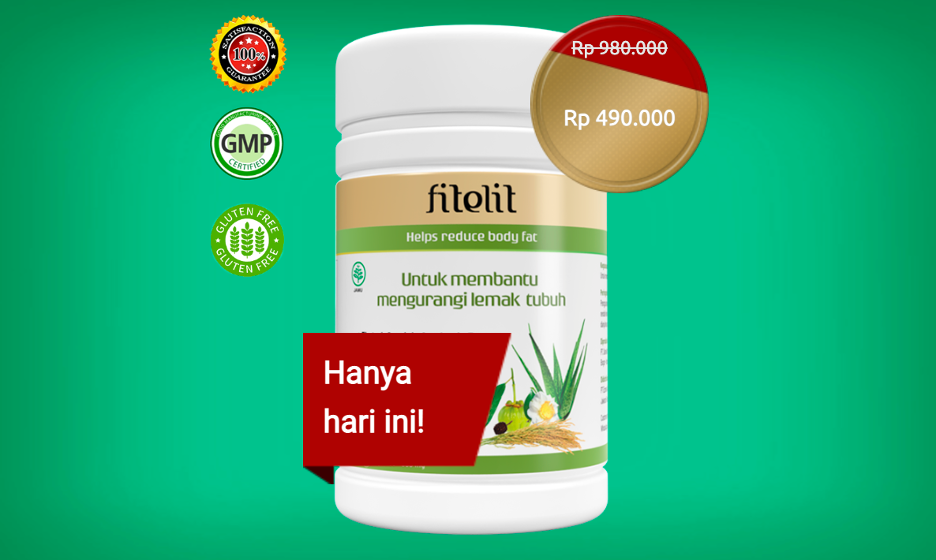 SATISFACTION
100%
GUARANTEE
GMP
CERTIFIED
GLUTEN FREE
GLUTEN FREE
Rp 980.000
Rp 490.000
fitolit
Helps reduce body fat
JAMU
Untuk membantu
mengurangi lemak tubuh
Hanya
hari ini!